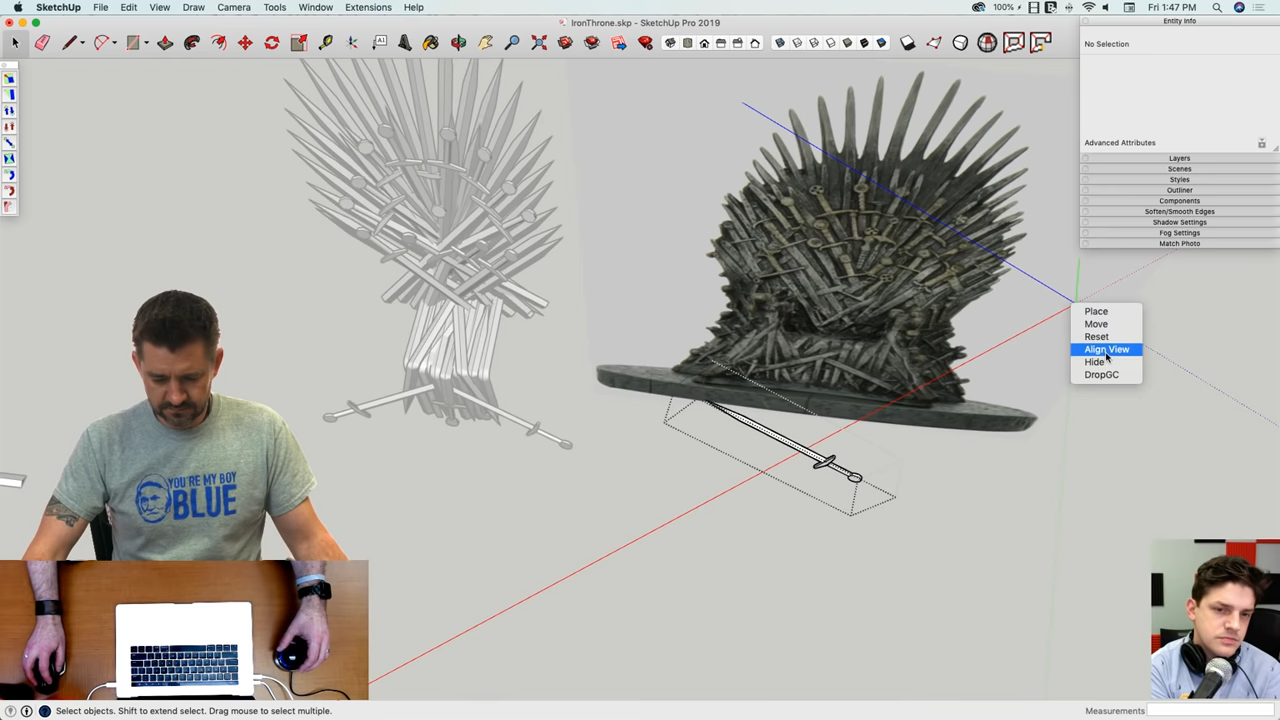 SketchUp File Edit View Draw Camera Tools Window Extensions Help
100% Fri 1:47 PM
IronThrone.skp - SketchUp Pro 2019
Entity Info
No Selection
Advanced Attributes
Layers
Scenes
Styles
Outliner
Components
Soften/Smooth Edges
Shadow Settings
Fog Settings
Match Photo
Place
Move
Reset
Align View
Hide
DropGC
YOU'RE MY BOY
BLUE
Select objects. Shift to extend select. Drag mouse to select multiple.
Measurements